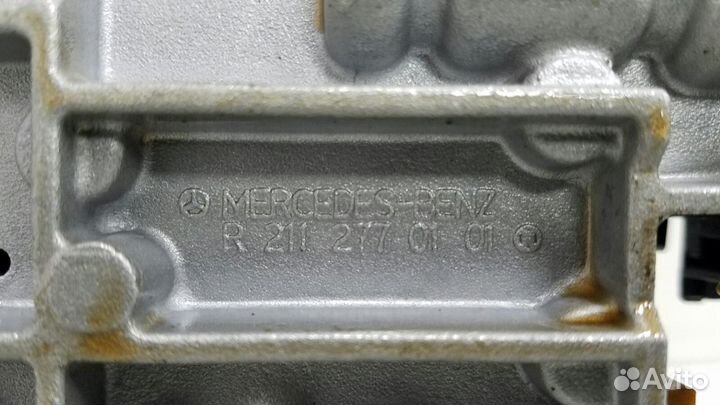 MERCEDES-BENZ
R 211 277 01 01
Avito